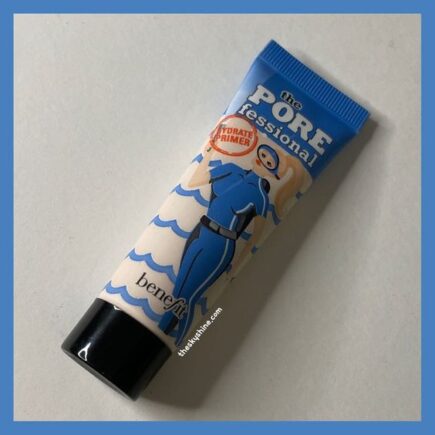 the
PORE
fessional
HYDRATE
PRIMER
benefit
theskyshine.com